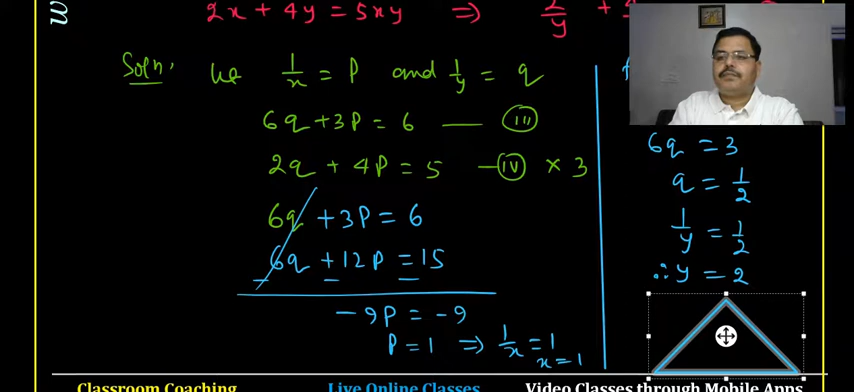 2x + 4y = 5xy ⇒ 2/y +
Soln. Let 1/x = P and 1/y = q
6q + 3P = 6 — (III)
2q + 4P = 5 — (IV) × 3
6q + 3P = 6
6q + 12P = 15
− − −
−9P = −9
P = 1 ⇒ 1/x = 1
x = 1
6q = 3
q = 1/2
1/y = 1/2
∴ y = 2
Classroom Coaching Live Online Classes Video Classes through Mobile Apps